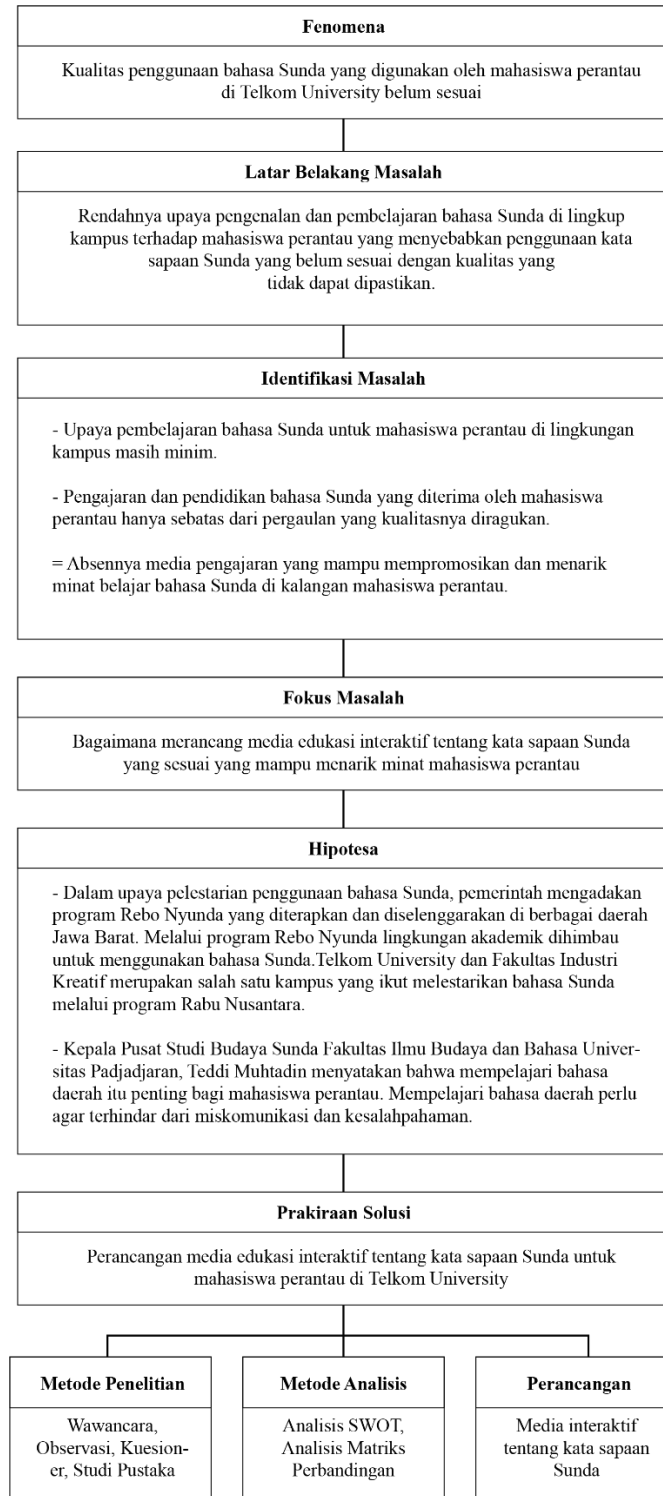 Fenomena
Kualitas penggunaan bahasa Sunda yang digunakan oleh mahasiswa perantau
di Telkom University belum sesuai
Latar Belakang Masalah
Rendahnya upaya pengenalan dan pembelajaran bahasa Sunda di lingkup
kampus terhadap mahasiswa perantau yang menyebabkan penggunaan kata
sapaan Sunda yang belum sesuai dengan kualitas yang
tidak dapat dipastikan.
Identifikasi Masalah
- Upaya pembelajaran bahasa Sunda untuk mahasiswa perantau di lingkungan
kampus masih minim.
- Pengajaran dan pendidikan bahasa Sunda yang diterima oleh mahasiswa
perantau hanya sebatas dari pergaulan yang kualitasnya diragukan.
= Absennya media pengajaran yang mampu mempromosikan dan menarik
minat belajar bahasa Sunda di kalangan mahasiswa perantau.
Fokus Masalah
Bagaimana merancang media edukasi interaktif tentang kata sapaan Sunda
yang sesuai yang mampu menarik minat mahasiswa perantau
Hipotesa
- Dalam upaya pelestarian penggunaan bahasa Sunda, pemerintah mengadakan
program Rebo Nyunda yang diterapkan dan diselenggarakan di berbagai daerah
Jawa Barat. Melalui program Rebo Nyunda lingkungan akademik dihimbau
untuk menggunakan bahasa Sunda.Telkom University dan Fakultas Industri
Kreatif merupakan salah satu kampus yang ikut melestarikan bahasa Sunda
melalui program Rabu Nusantara.
- Kepala Pusat Studi Budaya Sunda Fakultas Ilmu Budaya dan Bahasa Univer-
sitas Padjadjaran, Teddi Muhtadin menyatakan bahwa mempelajari bahasa
daerah itu penting bagi mahasiswa perantau. Mempelajari bahasa daerah perlu
agar terhindar dari miskomunikasi dan kesalahpahaman.
Prakiraan Solusi
Perancangan media edukasi interaktif tentang kata sapaan Sunda untuk
mahasiswa perantau di Telkom University
Metode Penelitian
Wawancara,
Observasi, Kuesion-
er, Studi Pustaka
Metode Analisis
Analisis SWOT,
Analisis Matriks
Perbandingan
Perancangan
Media interaktif
tentang kata sapaan
Sunda